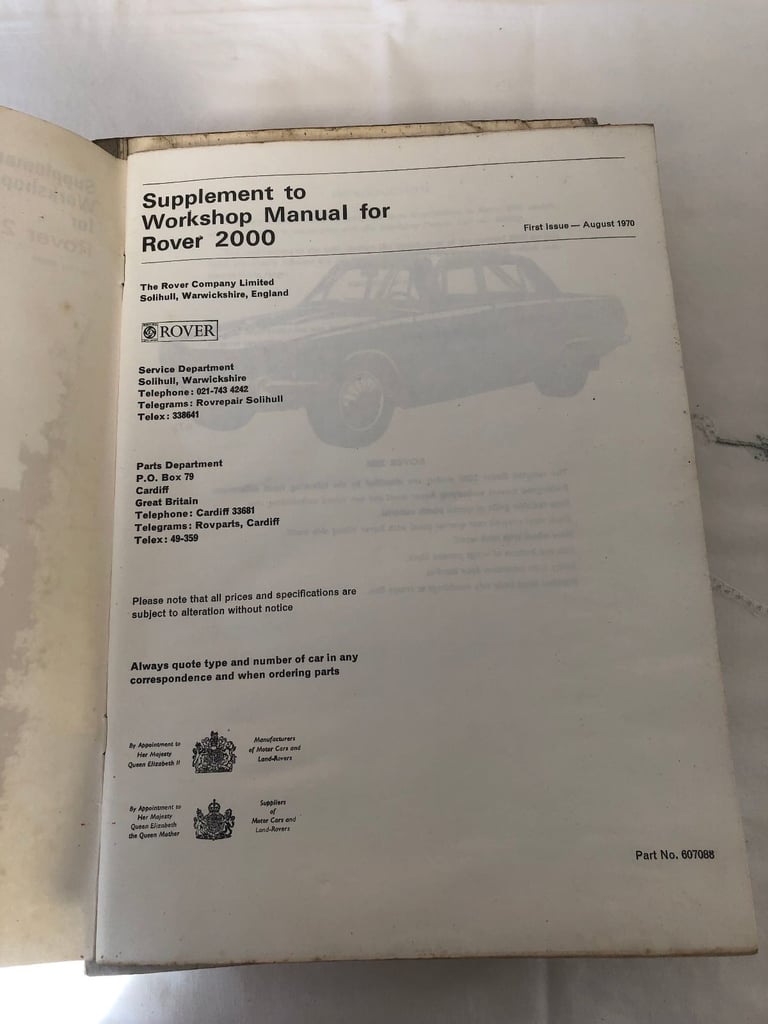 Supplement to
Workshop Manual for
Rover 2000
First Issue — August 1970
The Rover Company Limited
Solihull, Warwickshire, England
ROVER
Service Department
Solihull, Warwickshire
Telephone: 021-743 4242
Telegrams: Rovrepair Solihull
Telex: 338641
Parts Department
P.O. Box 79
Cardiff
Great Britain
Telephone: Cardiff 33681
Telegrams: Rovparts, Cardiff
Telex: 49-359
Please note that all prices and specifications are
subject to alteration without notice
Always quote type and number of car in any
correspondence and when ordering parts
By Appointment to
Her Majesty
Queen Elizabeth II
Manufacturers
of Motor Cars and
Land-Rovers
By Appointment to
Her Majesty
Queen Elizabeth
the Queen Mother
Suppliers
of
Motor Cars and
Land-Rovers
Part No. 607088